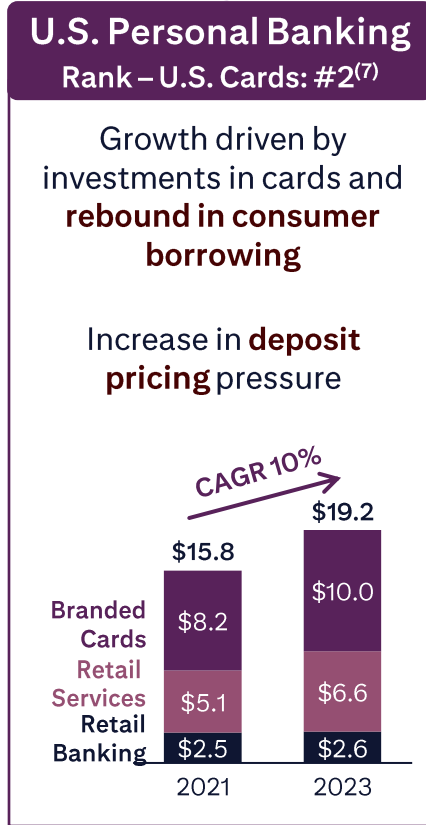 U.S. Personal Banking
Rank – U.S. Cards: #2(7)
Growth driven by
investments in cards and
rebound in consumer
borrowing
Increase in deposit
pricing pressure
CAGR 10%
$19.2
$15.8
$10.0
Branded
Cards
$8.2
Retail
Services
$5.1
$6.6
Retail
Banking
$2.5
$2.6
2021
2023